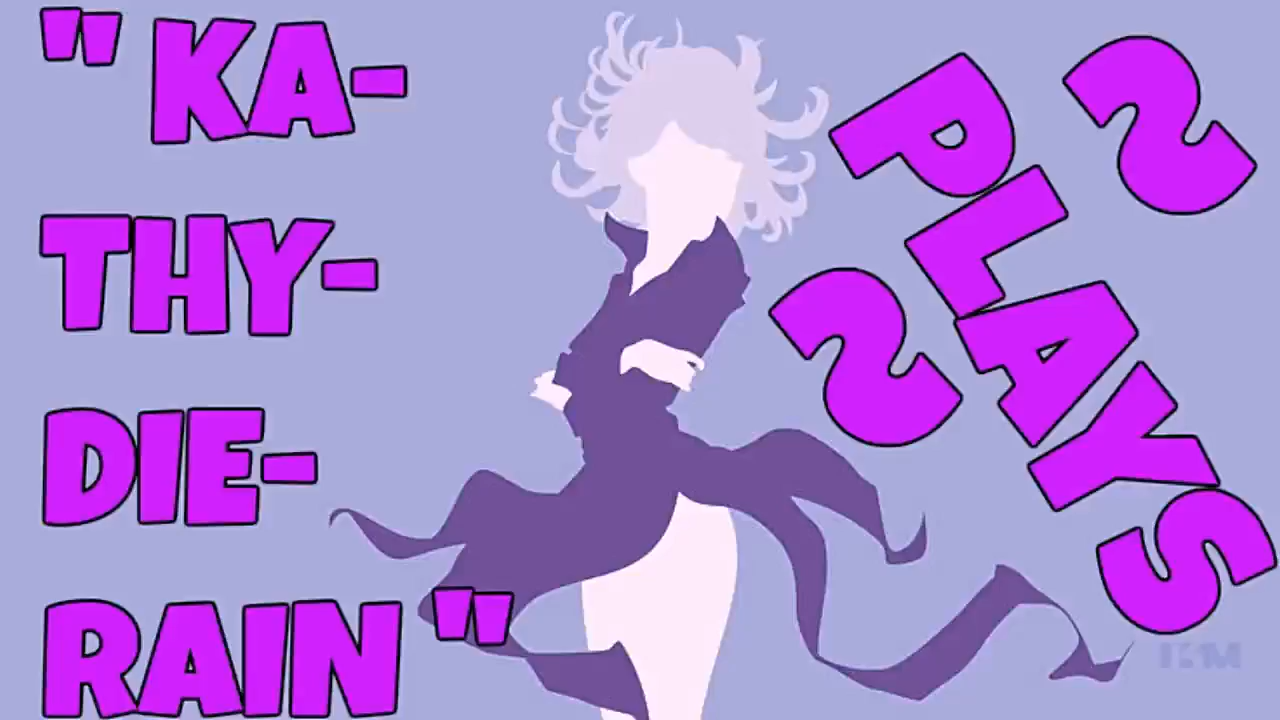 " KA-
THY-
DIE-
RAIN "
~ PLAYS ~